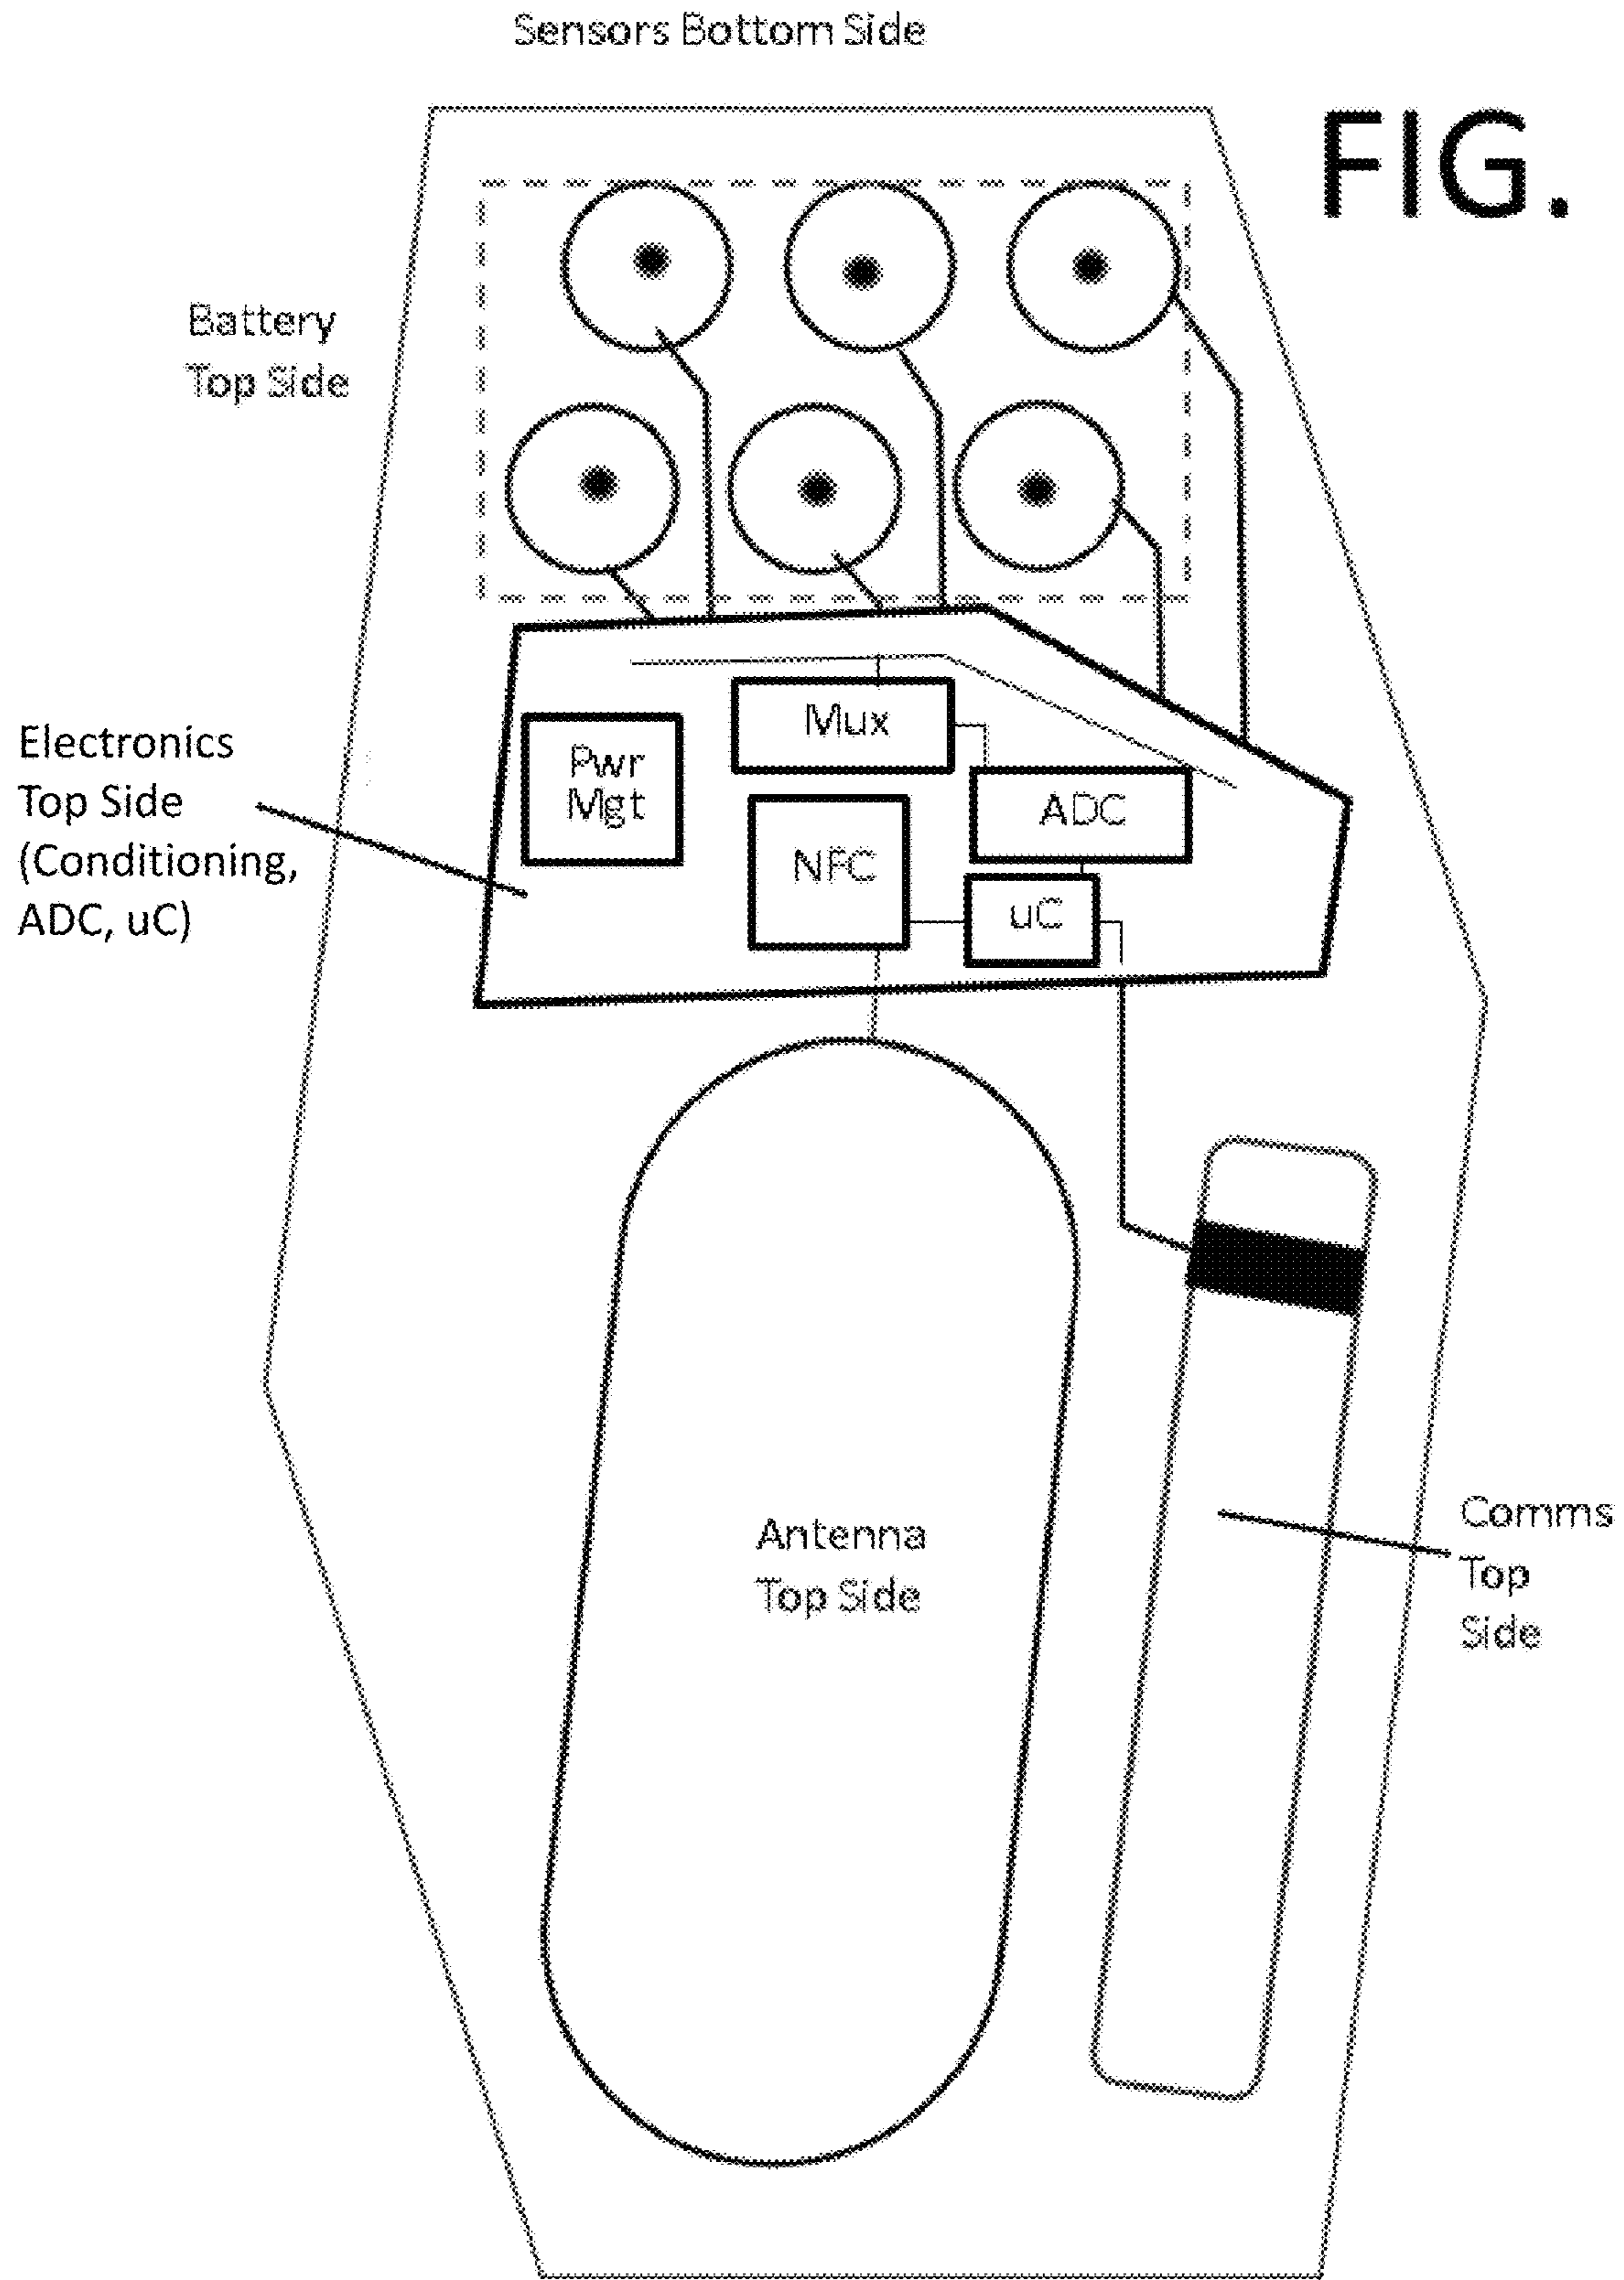 Sensors Bottom Side
FIG.
Battery
Top Side
Mux
Pwr
Mgt
ADC
NFC
uC
Electronics
Top Side
(Conditioning,
ADC, uC)
Antenna
Top Side
Comms
Top
Side